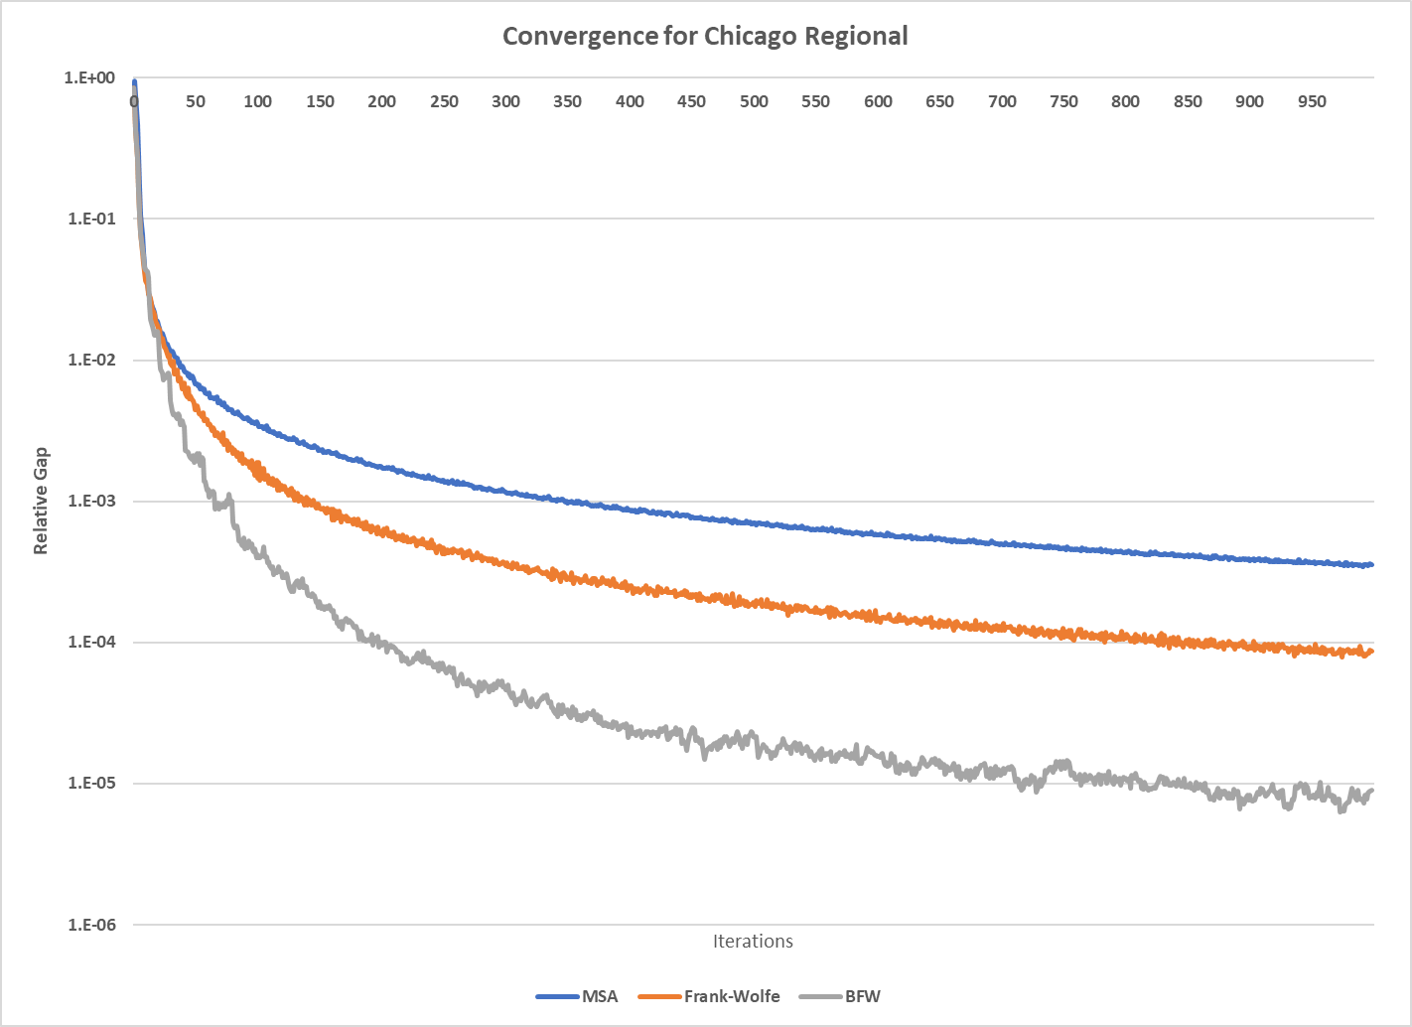 Convergence for Chicago Regional
1.E+00
0 50 100 150 200 250 300 350 400 450 500 550 600 650 700 750 800 850 900 950
1.E-01
1.E-02
1.E-03
Relative Gap
1.E-04
1.E-05
1.E-06
Iterations
MSA Frank-Wolfe BFW